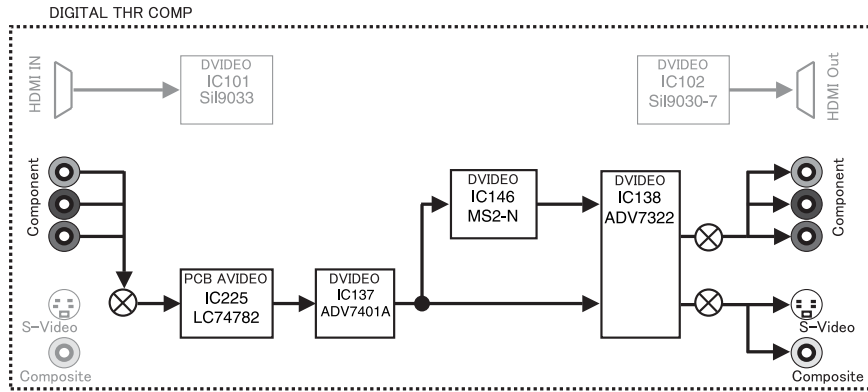 DIGITAL THR COMP
HDMI IN
DVIDEO
IC101
SiI9033
DVIDEO
IC102
SiI9030-7
HDMI Out
Component
DVIDEO
IC146
MS2-N
DVIDEO
IC138
ADV7322
Component
PCB AVIDEO
IC225
LC74782
DVIDEO
IC137
ADV7401A
S-Video
Composite
S-Video
Composite